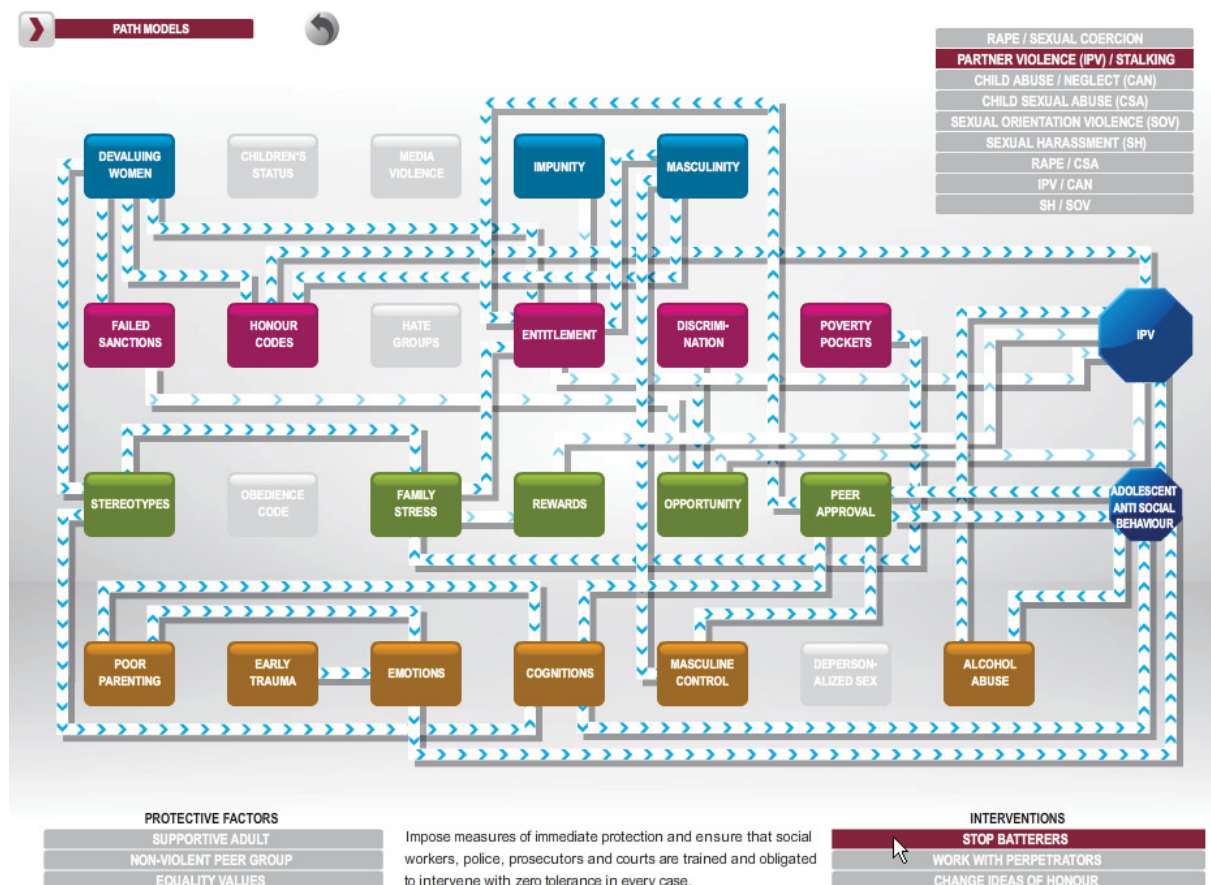 PATH MODELS
RAPE / SEXUAL COERCION
PARTNER VIOLENCE (IPV) / STALKING
CHILD ABUSE / NEGLECT (CAN)
CHILD SEXUAL ABUSE (CSA)
SEXUAL ORIENTATION VIOLENCE (SOV)
SEXUAL HARASSMENT (SH)
RAPE / CSA
IPV / CAN
SH / SOV
DEVALUING
WOMEN
CHILDREN'S
STATUS
MEDIA
VIOLENCE
IMPUNITY
MASCULINITY
FAILED
SANCTIONS
HONOUR
CODES
HATE
GROUPS
ENTITLEMENT
DISCRIMI-
NATION
POVERTY
POCKETS
IPV
STEREOTYPES
OBEDIENCE
CODE
FAMILY
STRESS
REWARDS
OPPORTUNITY
PEER
APPROVAL
ADOLESCENT
ANTI SOCIAL
BEHAVIOUR
POOR
PARENTING
EARLY
TRAUMA
EMOTIONS
COGNITIONS
MASCULINE
CONTROL
DEPERSON-
ALIZED SEX
ALCOHOL
ABUSE
PROTECTIVE FACTORS
SUPPORTIVE ADULT
NON-VIOLENT PEER GROUP
EQUALITY VALUES
Impose measures of immediate protection and ensure that social
workers, police, prosecutors and courts are trained and obligated
to intervene with zero tolerance in every case.
INTERVENTIONS
STOP BATTERERS
WORK WITH PERPETRATORS
CHANGE IDEAS OF HONOUR